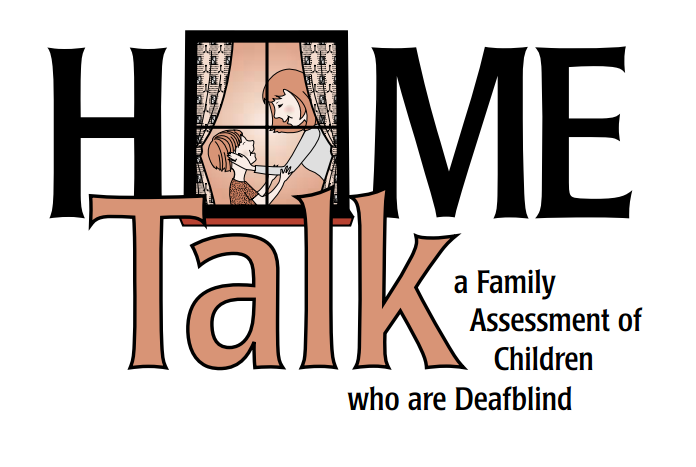 HOME
Talk
a Family
Assessment of
Children
who are Deafblind